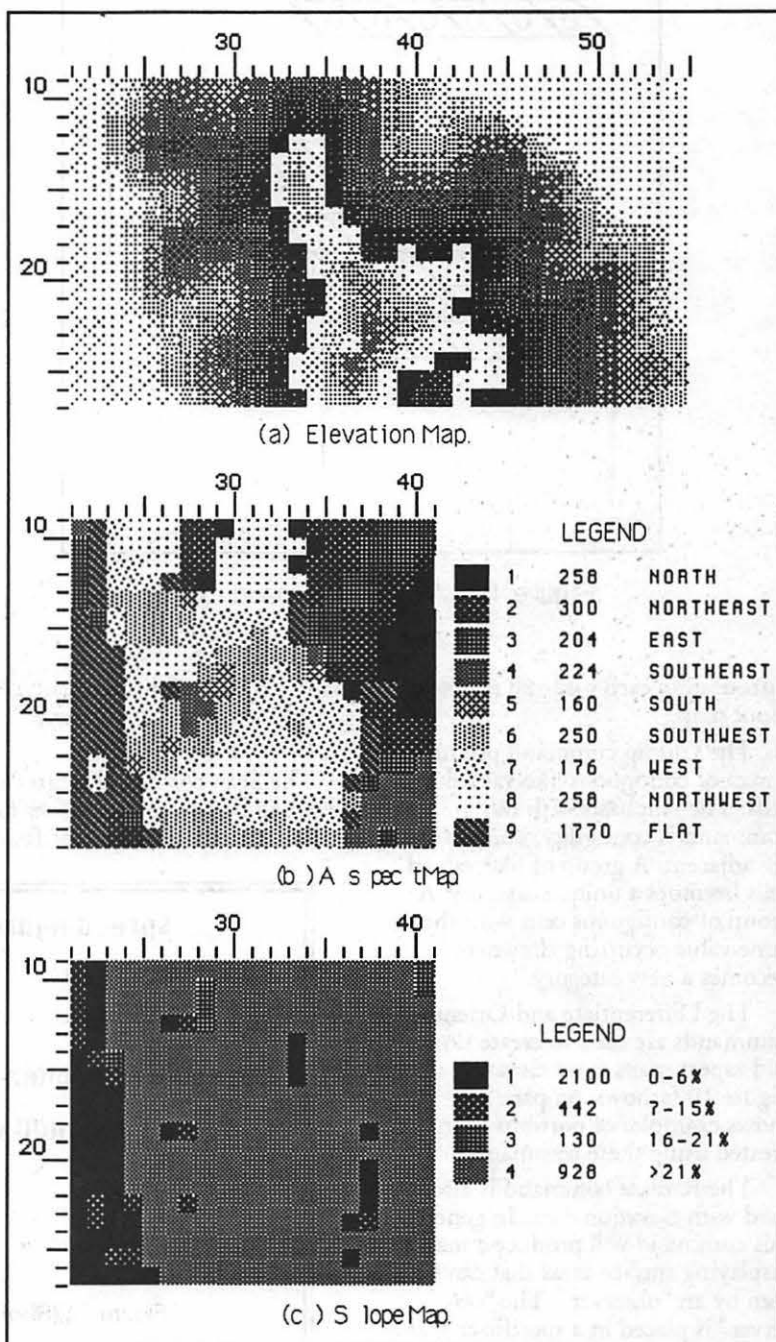 30 40 50
10
20
(a) Elevation Map.
30 40
10
20
LEGEND
1 258 NORTH
2 300 NORTHEAST
3 204 EAST
4 224 SOUTHEAST
5 160 SOUTH
6 250 SOUTHWEST
7 176 WEST
8 258 NORTHWEST
9 1770 FLAT
(b) A s pec tMap
30 40
10
20
LEGEND
1 2100 0-6%
2 442 7-15%
3 130 16-21%
4 928 >21%
(c) S lope Map.